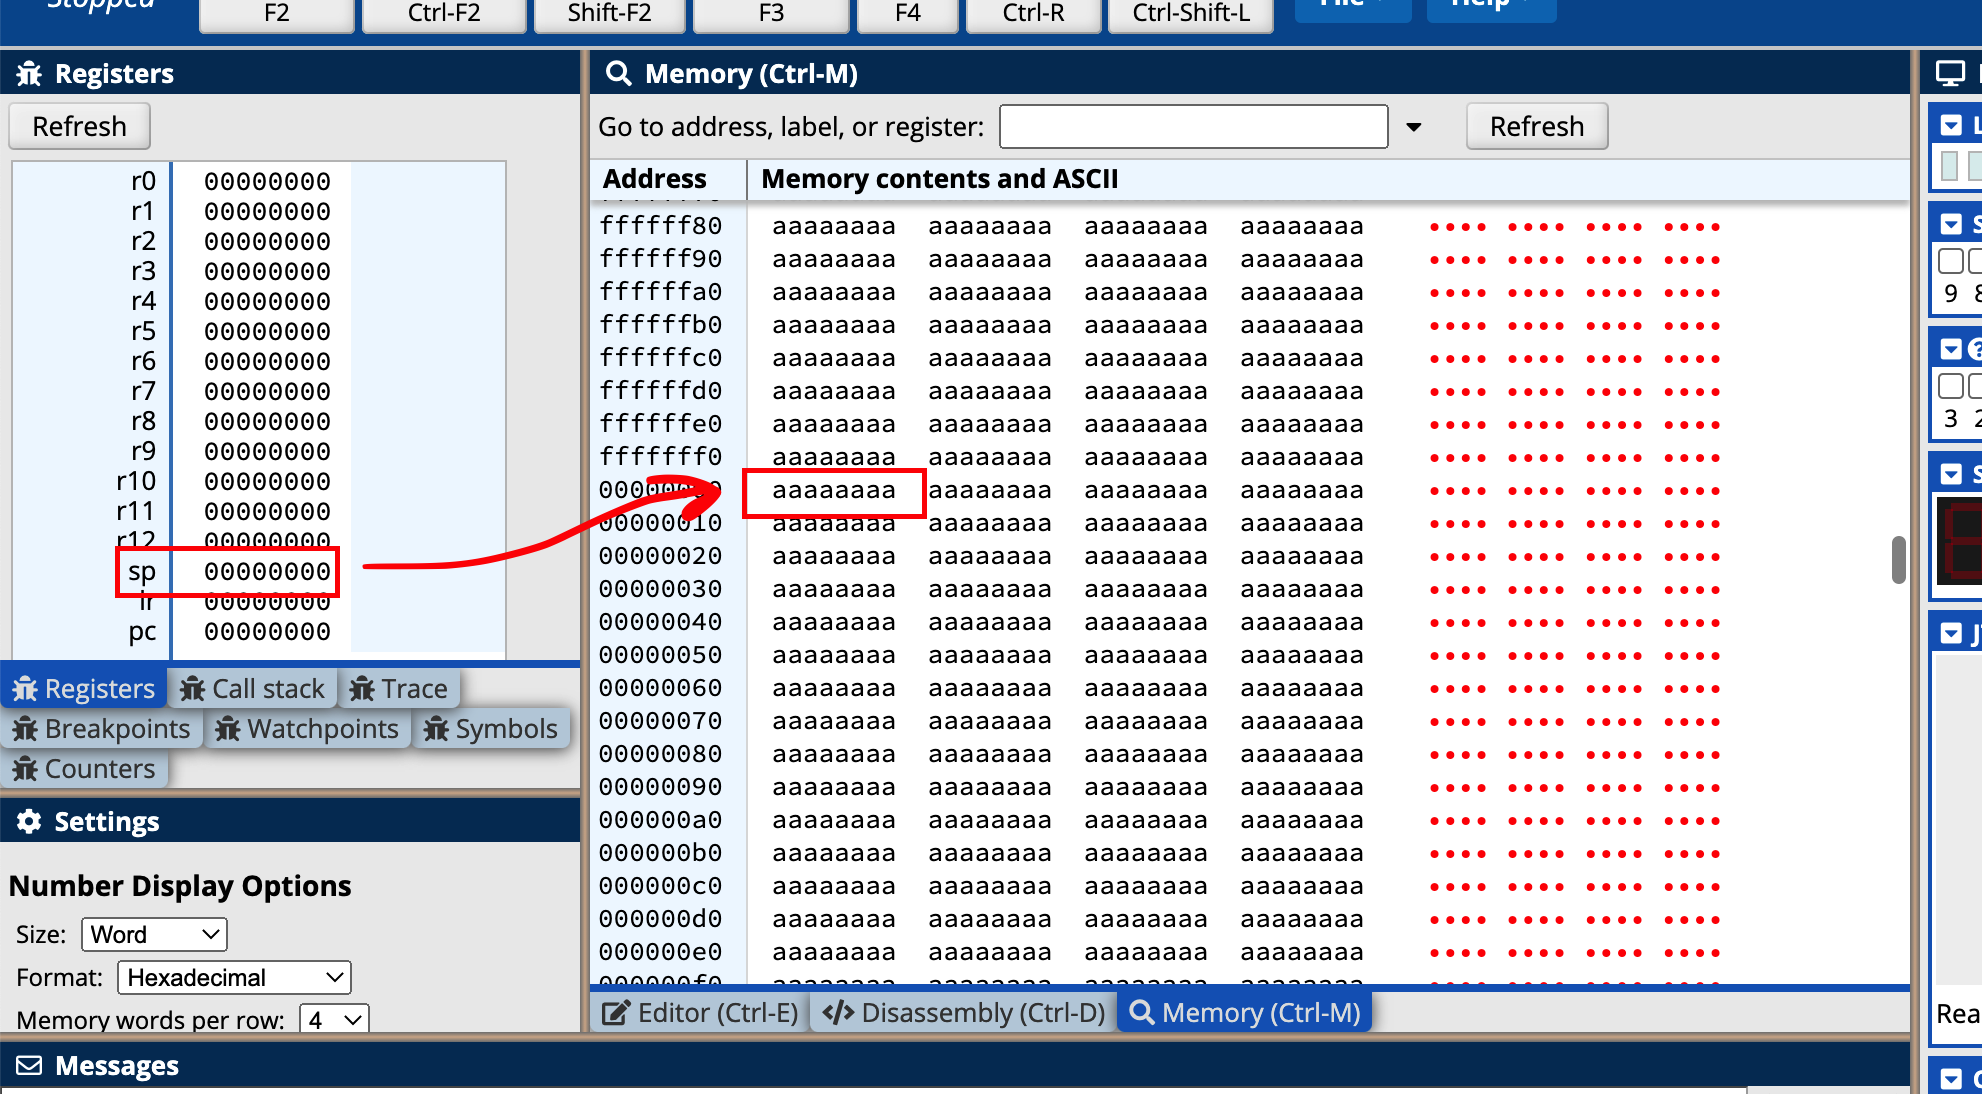 Stopped
F2 Ctrl-F2 Shift-F2 F3 F4 Ctrl-R Ctrl-Shift-L File Help
Registers
Refresh
r0 00000000
r1 00000000
r2 00000000
r3 00000000
r4 00000000
r5 00000000
r6 00000000
r7 00000000
r8 00000000
r9 00000000
r10 00000000
r11 00000000
r12 00000000
sp 00000000
lr 00000000
pc 00000000
Registers Call stack Trace
Breakpoints Watchpoints Symbols
Counters
Settings
Number Display Options
Size: Word
Format: Hexadecimal
Memory words per row: 4
Memory (Ctrl-M)
Go to address, label, or register: Refresh
Address Memory contents and ASCII
ffffff80 aaaaaaaa aaaaaaaa aaaaaaaa aaaaaaaa •••• •••• •••• ••••
ffffff90 aaaaaaaa aaaaaaaa aaaaaaaa aaaaaaaa •••• •••• •••• ••••
ffffffa0 aaaaaaaa aaaaaaaa aaaaaaaa aaaaaaaa •••• •••• •••• ••••
ffffffb0 aaaaaaaa aaaaaaaa aaaaaaaa aaaaaaaa •••• •••• •••• ••••
ffffffc0 aaaaaaaa aaaaaaaa aaaaaaaa aaaaaaaa •••• •••• •••• ••••
ffffffd0 aaaaaaaa aaaaaaaa aaaaaaaa aaaaaaaa •••• •••• •••• ••••
ffffffe0 aaaaaaaa aaaaaaaa aaaaaaaa aaaaaaaa •••• •••• •••• ••••
fffffff0 aaaaaaaa aaaaaaaa aaaaaaaa aaaaaaaa •••• •••• •••• ••••
00000000 aaaaaaaa aaaaaaaa aaaaaaaa aaaaaaaa •••• •••• •••• ••••
00000010 aaaaaaaa aaaaaaaa aaaaaaaa aaaaaaaa •••• •••• •••• ••••
00000020 aaaaaaaa aaaaaaaa aaaaaaaa aaaaaaaa •••• •••• •••• ••••
00000030 aaaaaaaa aaaaaaaa aaaaaaaa aaaaaaaa •••• •••• •••• ••••
00000040 aaaaaaaa aaaaaaaa aaaaaaaa aaaaaaaa •••• •••• •••• ••••
00000050 aaaaaaaa aaaaaaaa aaaaaaaa aaaaaaaa •••• •••• •••• ••••
00000060 aaaaaaaa aaaaaaaa aaaaaaaa aaaaaaaa •••• •••• •••• ••••
00000070 aaaaaaaa aaaaaaaa aaaaaaaa aaaaaaaa •••• •••• •••• ••••
00000080 aaaaaaaa aaaaaaaa aaaaaaaa aaaaaaaa •••• •••• •••• ••••
00000090 aaaaaaaa aaaaaaaa aaaaaaaa aaaaaaaa •••• •••• •••• ••••
000000a0 aaaaaaaa aaaaaaaa aaaaaaaa aaaaaaaa •••• •••• •••• ••••
000000b0 aaaaaaaa aaaaaaaa aaaaaaaa aaaaaaaa •••• •••• •••• ••••
000000c0 aaaaaaaa aaaaaaaa aaaaaaaa aaaaaaaa •••• •••• •••• ••••
000000d0 aaaaaaaa aaaaaaaa aaaaaaaa aaaaaaaa •••• •••• •••• ••••
000000e0 aaaaaaaa aaaaaaaa aaaaaaaa aaaaaaaa •••• •••• •••• ••••
000000f0 aaaaaaaa aaaaaaaa aaaaaaaa aaaaaaaa •••• •••• •••• ••••
Editor (Ctrl-E) Disassembly (Ctrl-D) Memory (Ctrl-M)
Messages
9
3
Rea